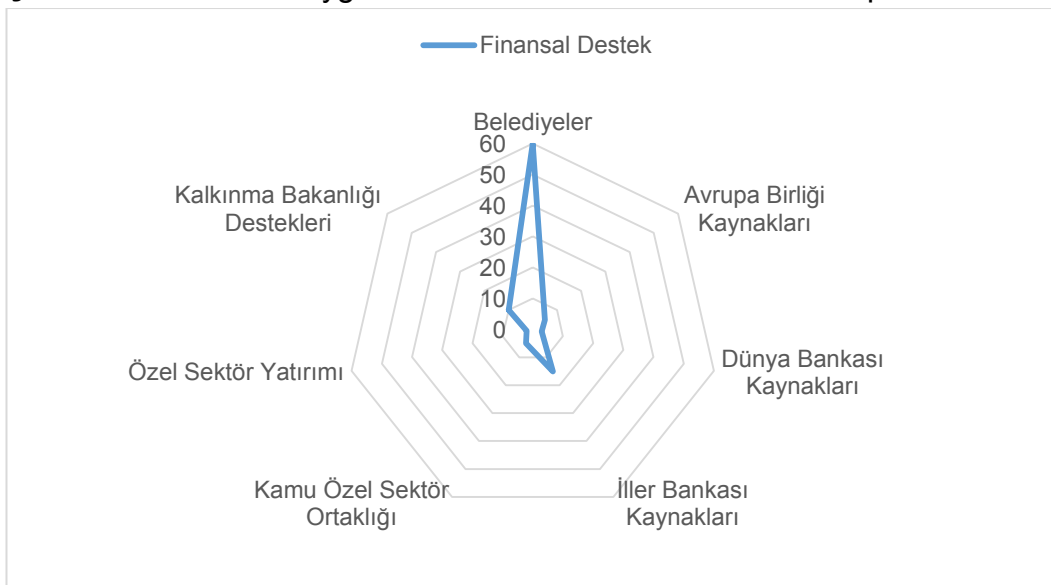 Finansal Destek
Belediyeler
60
50
40
30
20
10
0
Avrupa Birliği
Kaynakları
Dünya Bankası
Kaynakları
İller Bankası
Kaynakları
Kamu Özel Sektör
Ortaklığı
Özel Sektör Yatırımı
Kalkınma Bakanlığı
Destekleri